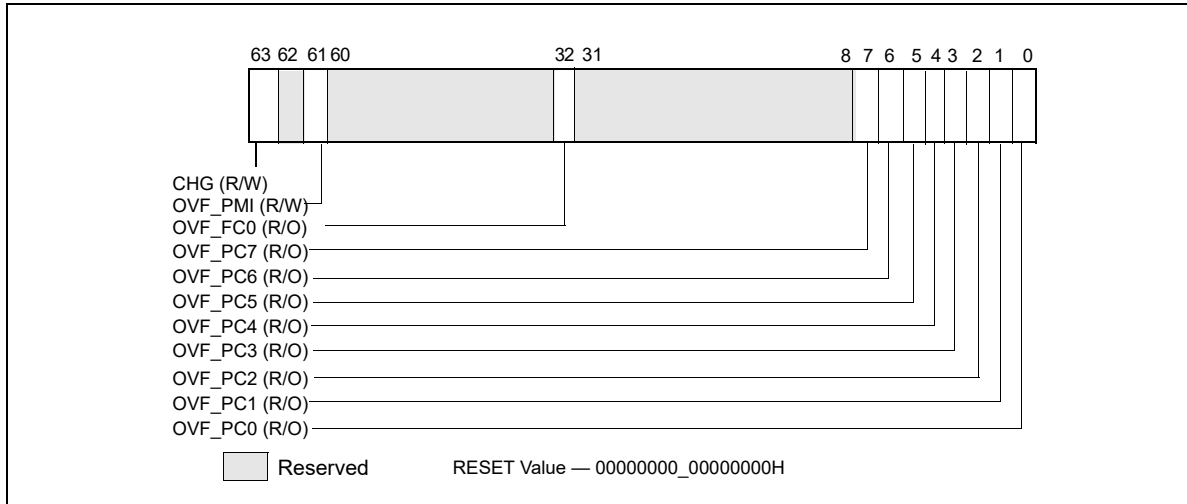 63 62 61 60 32 31 8 7 6 5 4 3 2 1 0
CHG (R/W)
OVF_PMI (R/W)
OVF_FC0 (R/O)
OVF_PC7 (R/O)
OVF_PC6 (R/O)
OVF_PC5 (R/O)
OVF_PC4 (R/O)
OVF_PC3 (R/O)
OVF_PC2 (R/O)
OVF_PC1 (R/O)
OVF_PC0 (R/O)
Reserved RESET Value — 00000000_00000000H